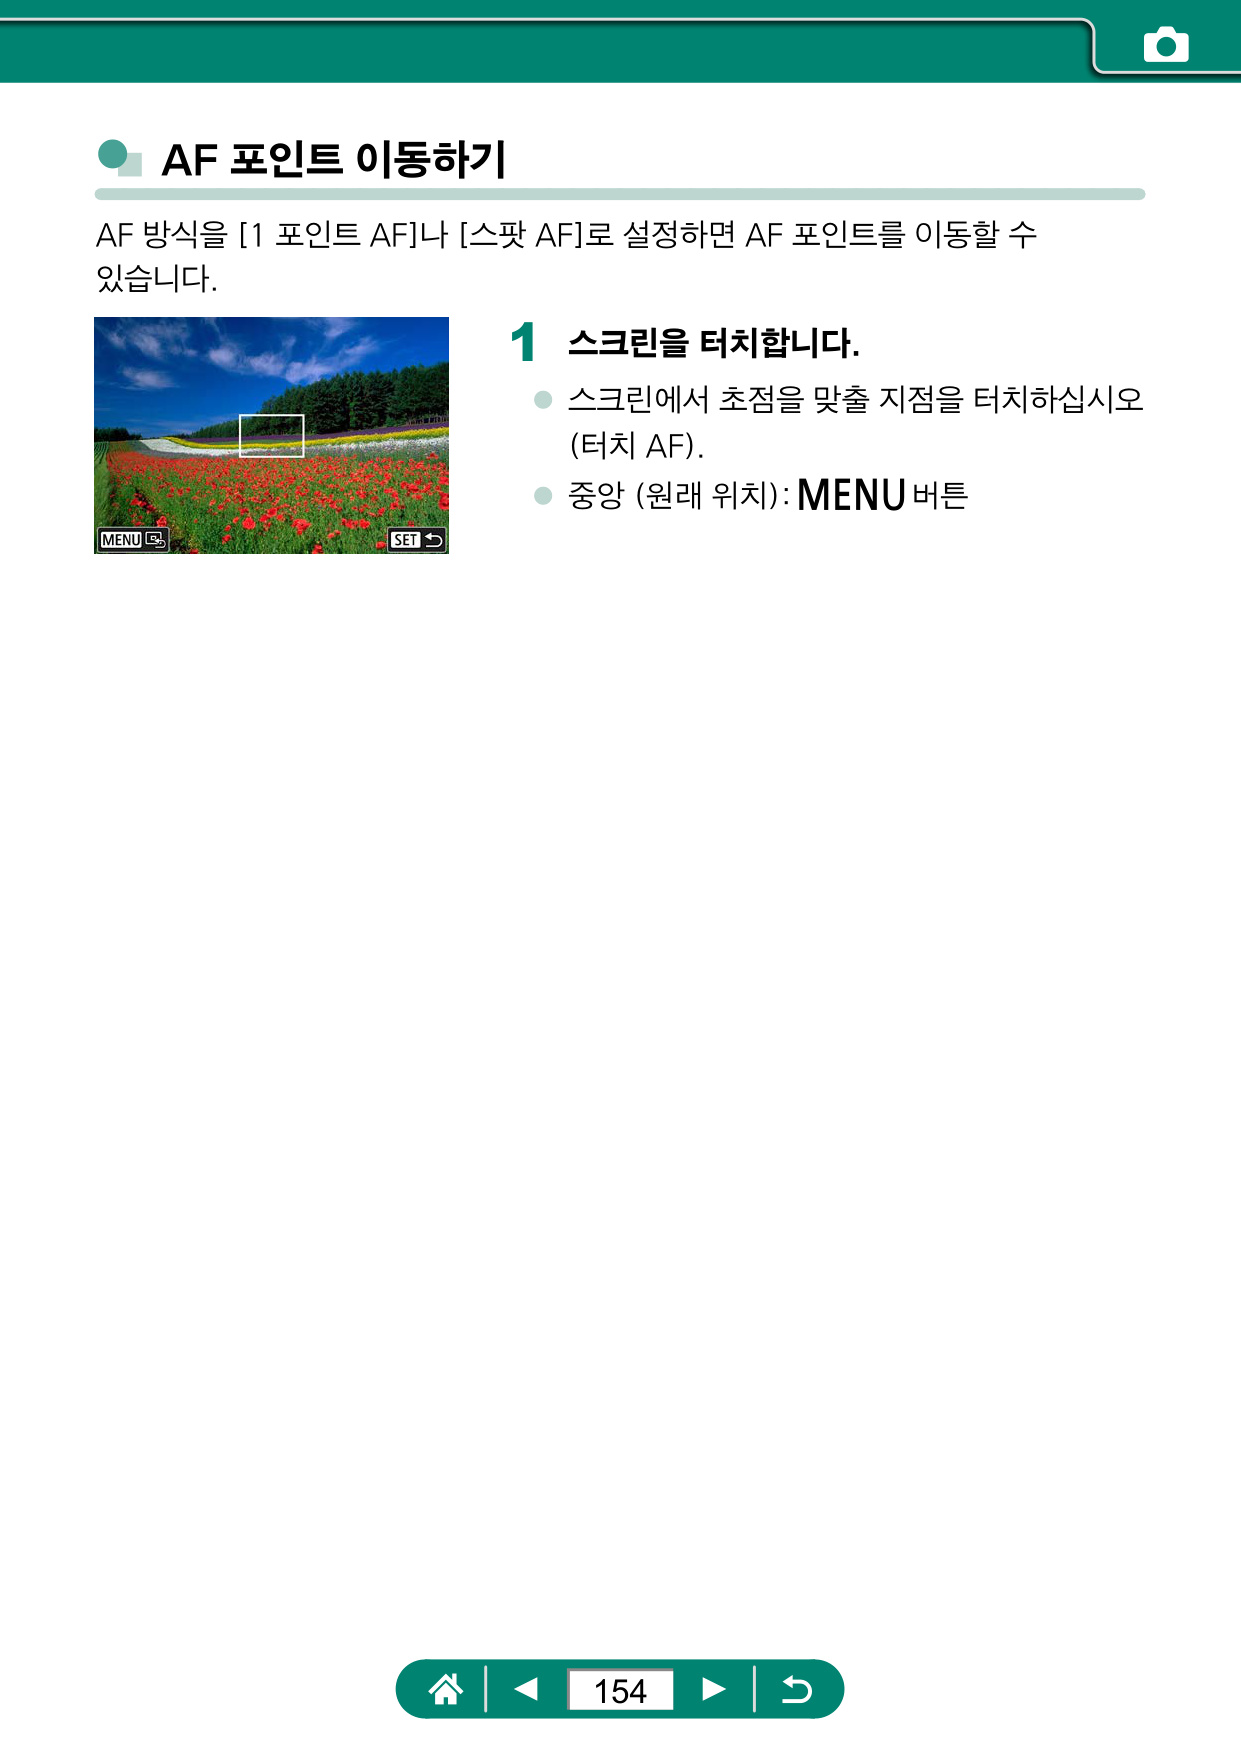 AF 포인트 이동하기
AF 방식을 [1 포인트 AF]나 [스팟 AF]로 설정하면 AF 포인트를 이동할 수
있습니다.
MENU
SET
1 스크린을 터치합니다.
스크린에서 초점을 맞출 지점을 터치하십시오
(터치 AF).
중앙 (원래 위치): MENU 버튼
154